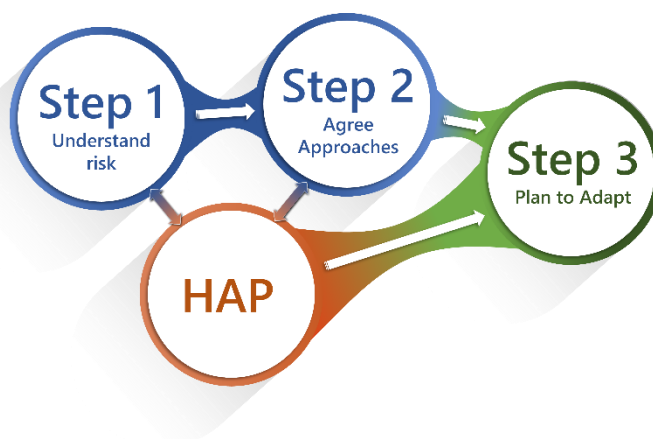 Step 1
Understand
risk
Step 2
Agree
Approaches
Step 3
Plan to Adapt
HAP